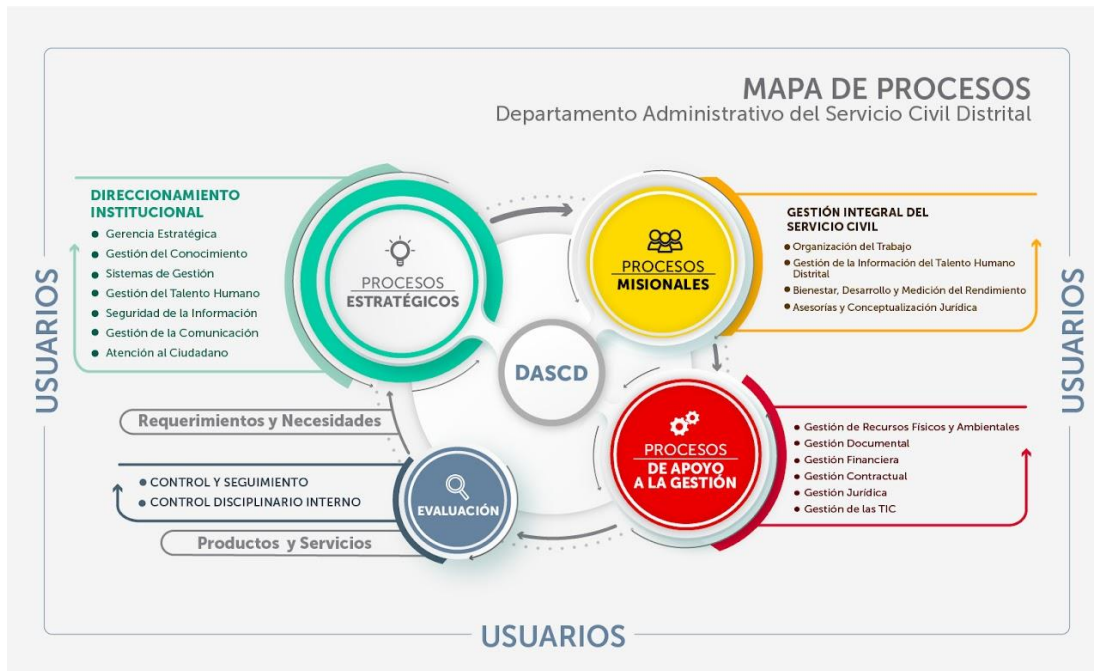 MAPA DE PROCESOS
Departamento Administrativo del Servicio Civil Distrital
USUARIOS
DIRECCIONAMIENTO
INSTITUCIONAL
Gerencia Estratégica
Gestión del Conocimiento
Sistemas de Gestión
Gestión del Talento Humano
Seguridad de la Información
Gestión de la Comunicación
Atención al Ciudadano
PROCESOS
ESTRATÉGICOS
PROCESOS
MISIONALES
GESTIÓN INTEGRAL DEL
SERVICIO CIVIL
Organización del Trabajo
Gestión de la Información del Talento Humano
Distrital
Bienestar, Desarrollo y Medición del Rendimiento
Asesorías y Conceptualización Jurídica
USUARIOS
DASCD
Requerimientos y Necesidades
CONTROL Y SEGUIMIENTO
CONTROL DISCIPLINARIO INTERNO
Productos y Servicios
EVALUACIÓN
PROCESOS
DE APOYO
A LA GESTIÓN
Gestión de Recursos Físicos y Ambientales
Gestión Documental
Gestión Financiera
Gestión Contractual
Gestión Jurídica
Gestión de las TIC
USUARIOS